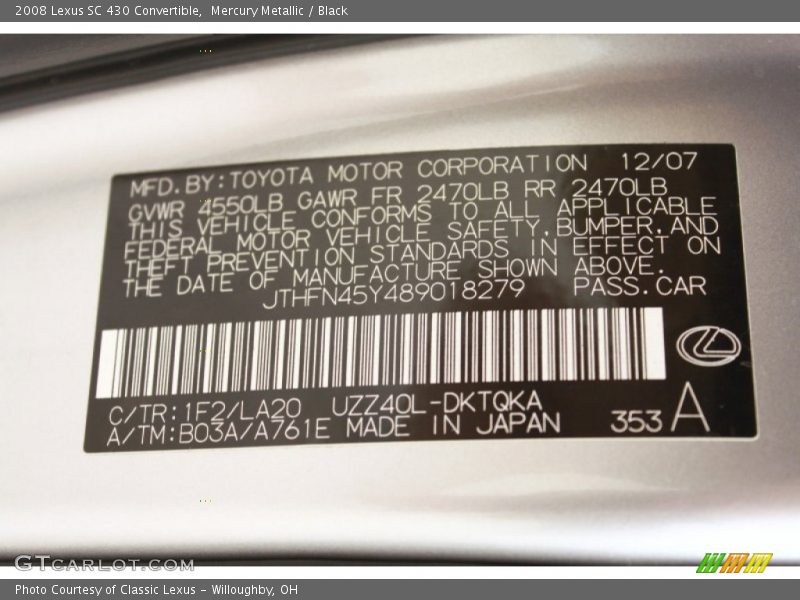 2008 Lexus SC 430 Convertible, Mercury Metallic / Black
MFD.BY:TOYOTA MOTOR CORPORATION 12/07
GVWR 4550LB GAWR FR 2470LB RR 2470LB
THIS VEHICLE CONFORMS TO ALL APPLICABLE
FEDERAL MOTOR VEHICLE SAFETY,BUMPER,AND
THEFT PREVENTION STANDARDS IN EFFECT ON
THE DATE OF MANUFACTURE SHOWN ABOVE.
JTHFN45Y489018279 PASS.CAR
C/TR:1F2/LA20 UZZ40L-DKTQKA
A/TM:B03A/A761E MADE IN JAPAN 353 A
GTCARLOT.COM
Photo Courtesy of Classic Lexus - Willoughby, OH